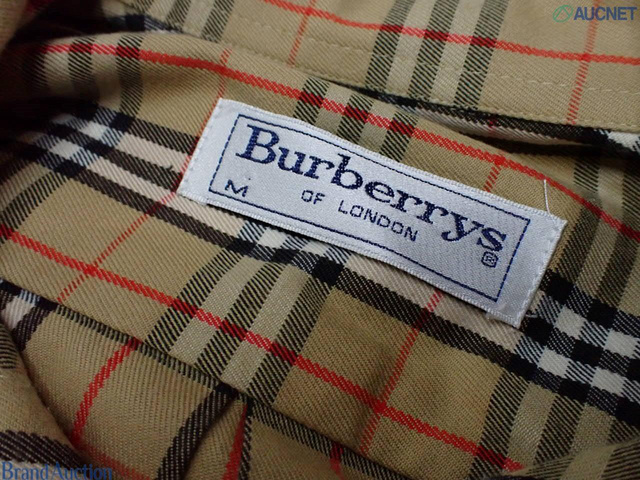 AUCNET
Burberrys®
M OF LONDON
Brand Auction